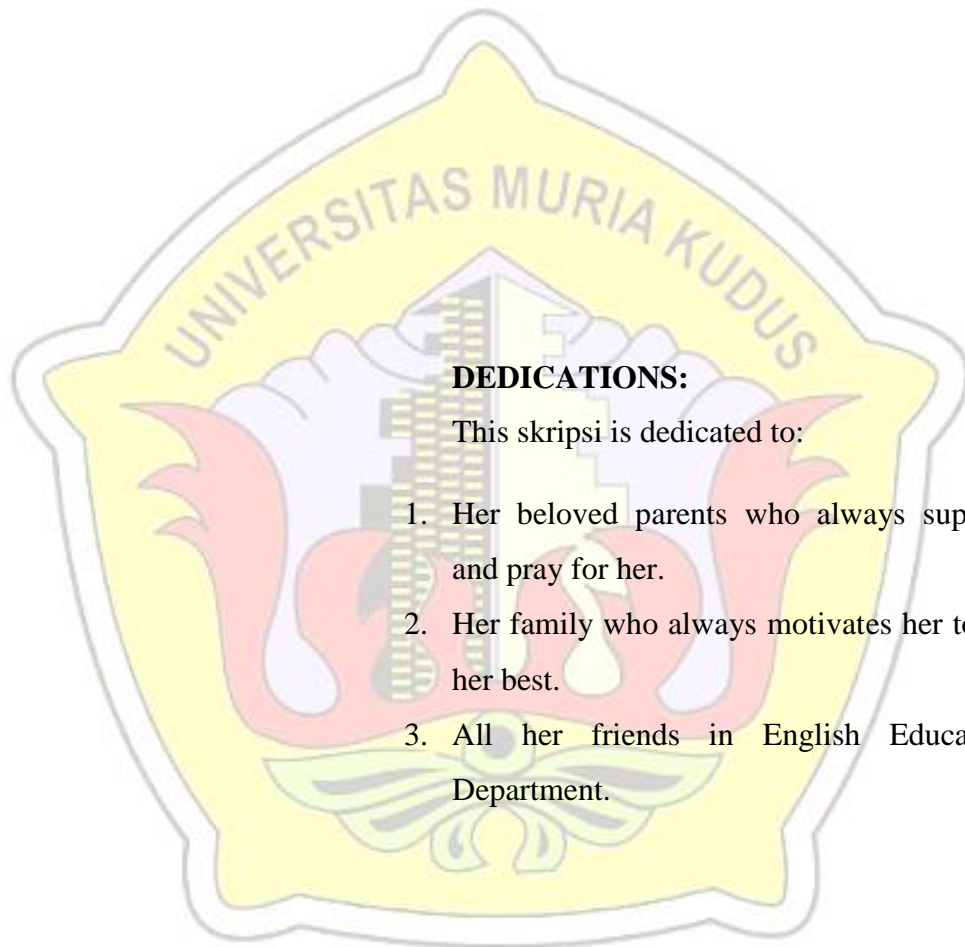 UNIVERSITAS MURIA KUDUS
DEDICATIONS:
This skripsi is dedicated to:
1. Her beloved parents who always sup
and pray for her.
2. Her family who always motivates her to
her best.
3. All her friends in English Educa
Department.